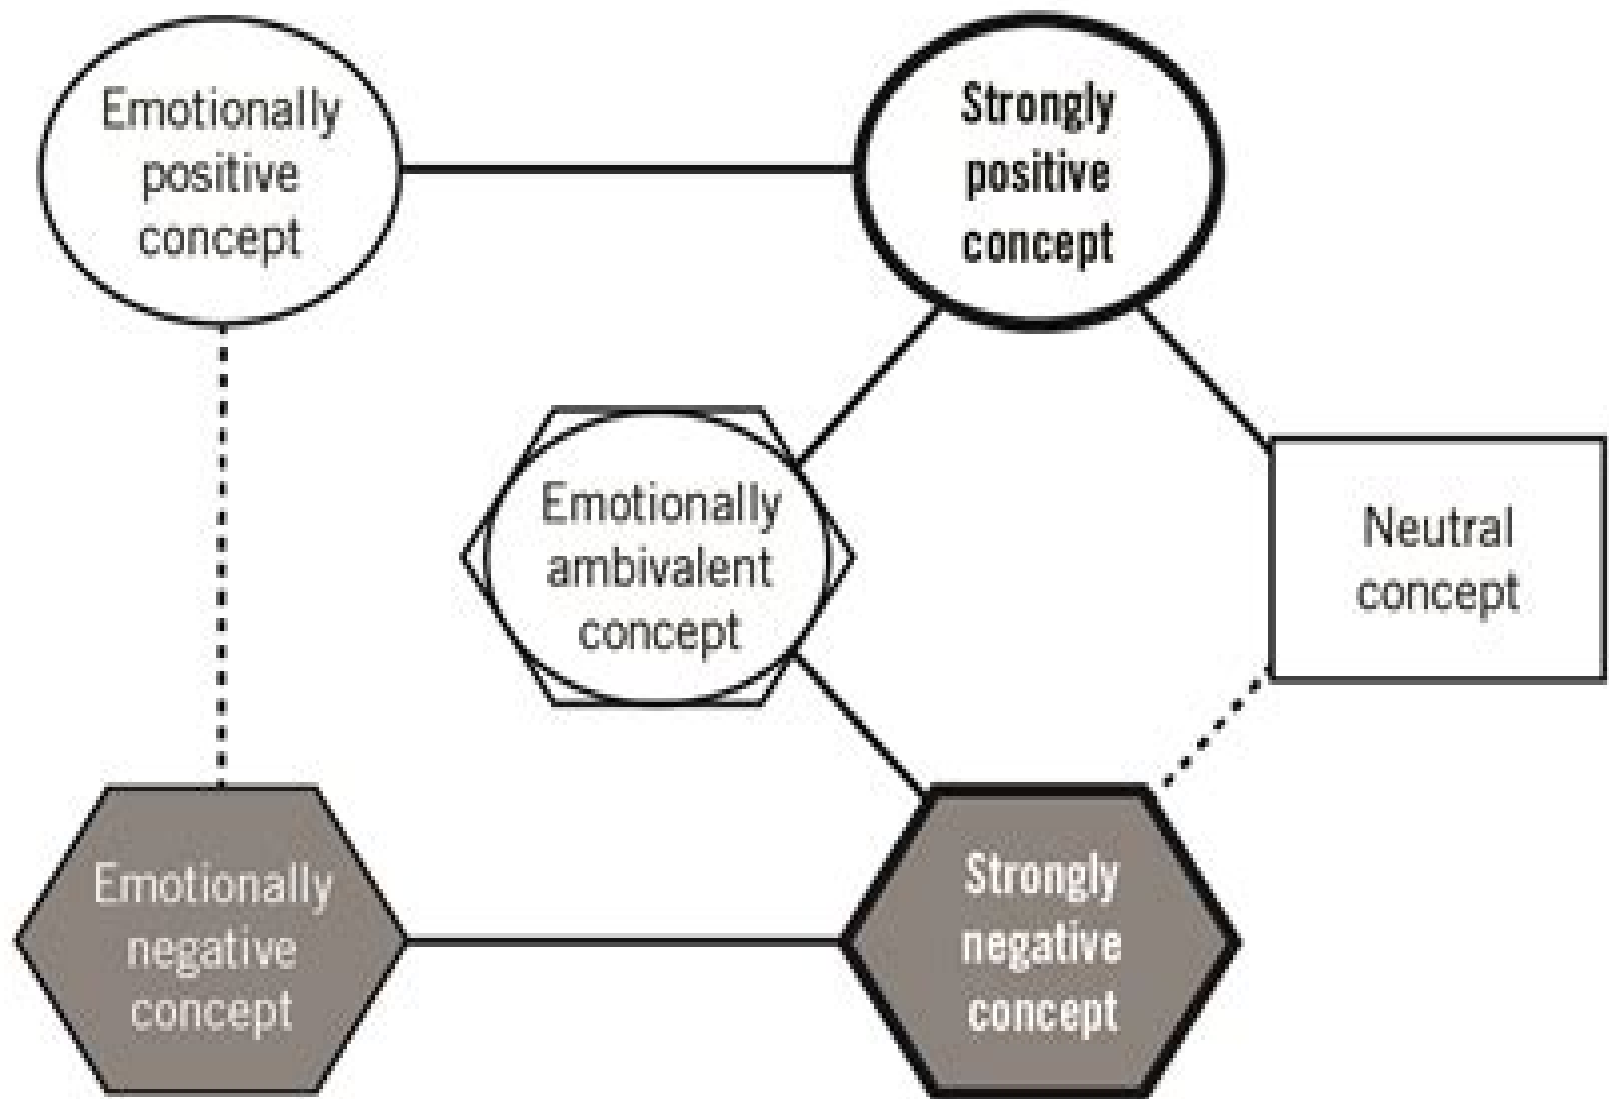 Emotionally
positive
concept
Strongly
positive
concept
Emotionally
ambivalent
concept
Neutral
concept
Emotionally
negative
concept
Strongly
negative
concept